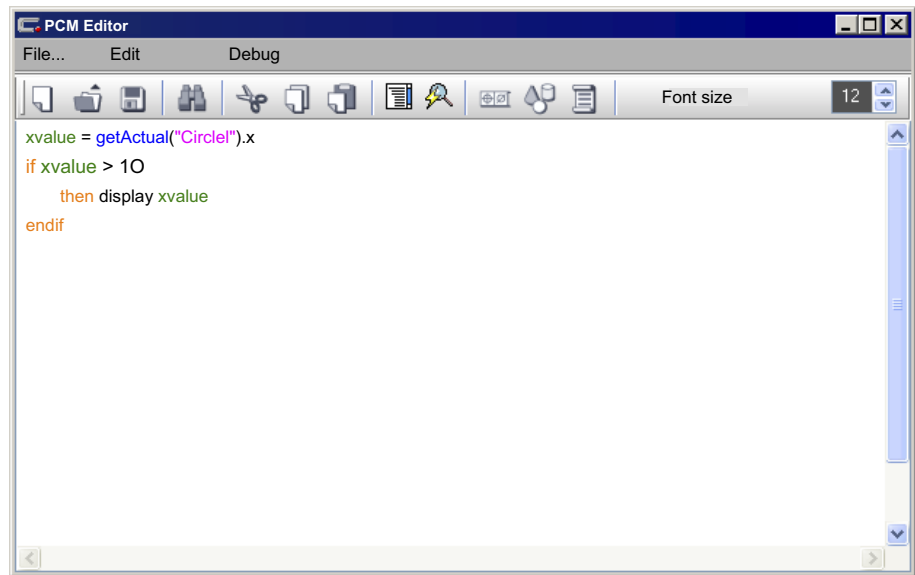 PCM Editor
File... Edit Debug
Font size 12
xvalue = getActual("Circlel").x
if xvalue > 1O
then display xvalue
endif